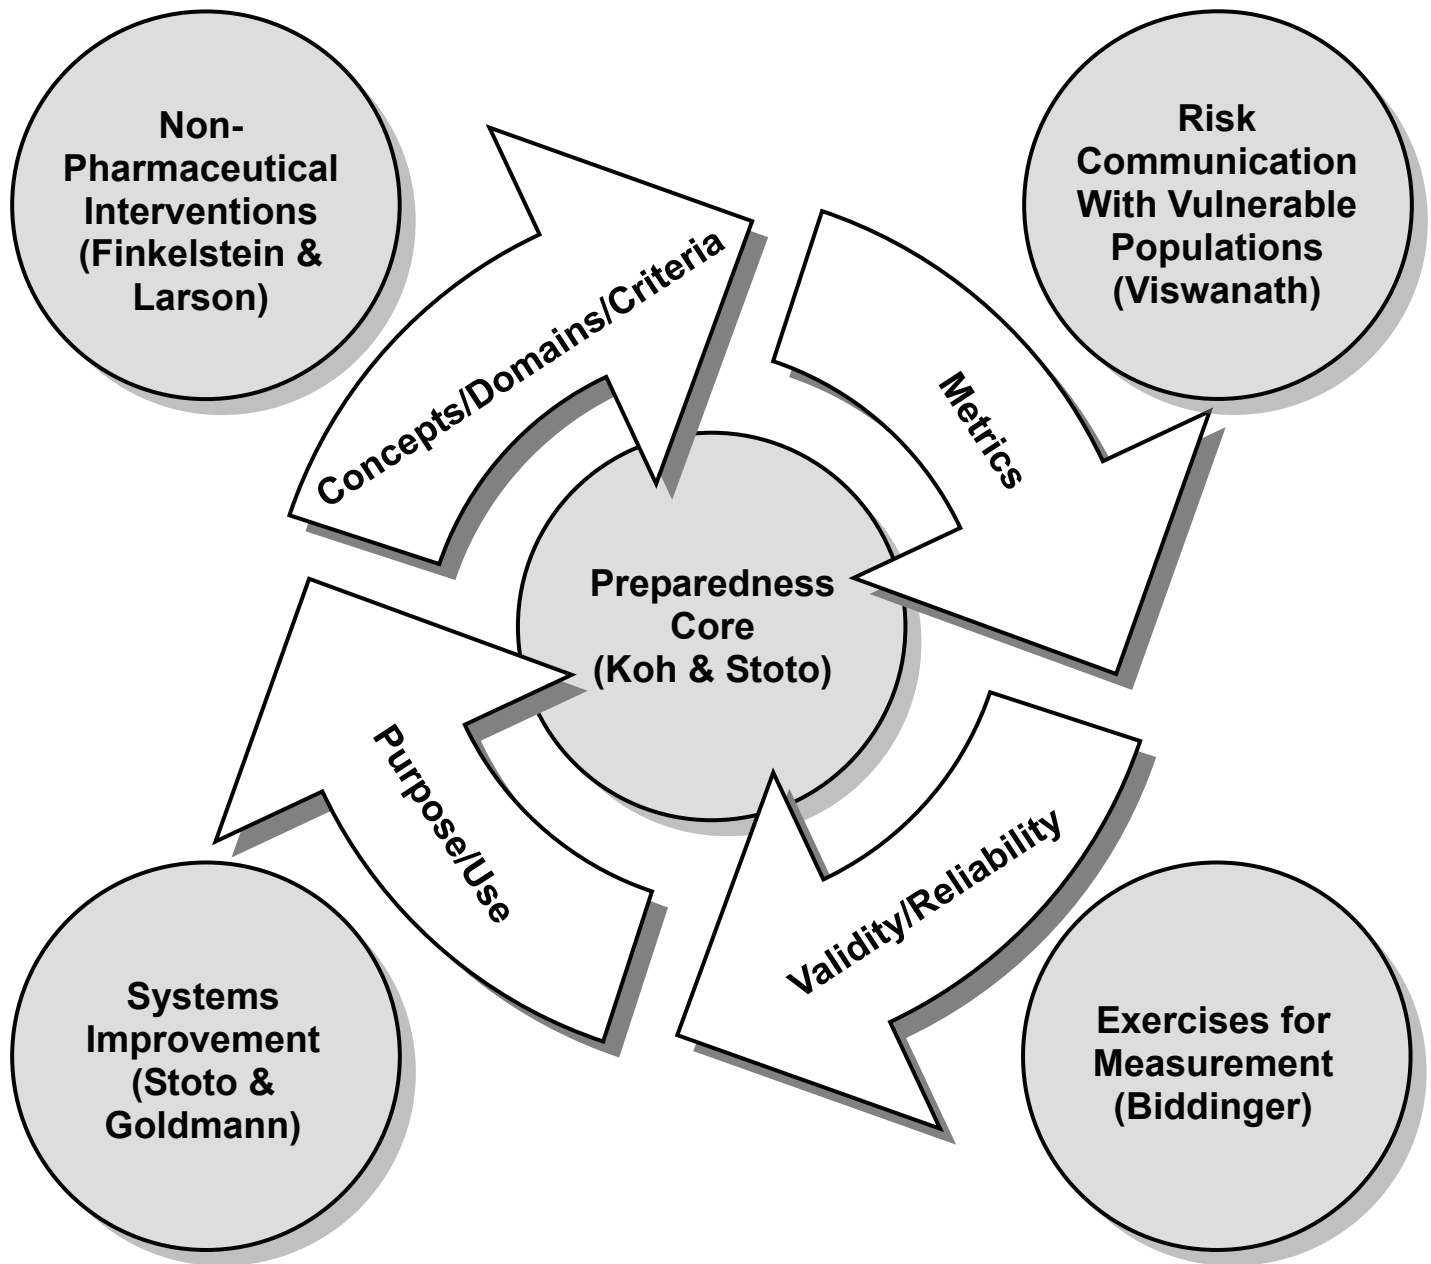 Non-
Pharmaceutical
Interventions
(Finkelstein &
Larson)
Risk
Communication
With Vulnerable
Populations
(Viswanath)
Concepts/Domains/Criteria
Metrics
Preparedness
Core
(Koh & Stoto)
Purpose/Use
Validity/Reliability
Systems
Improvement
(Stoto &
Goldmann)
Exercises for
Measurement
(Biddinger)